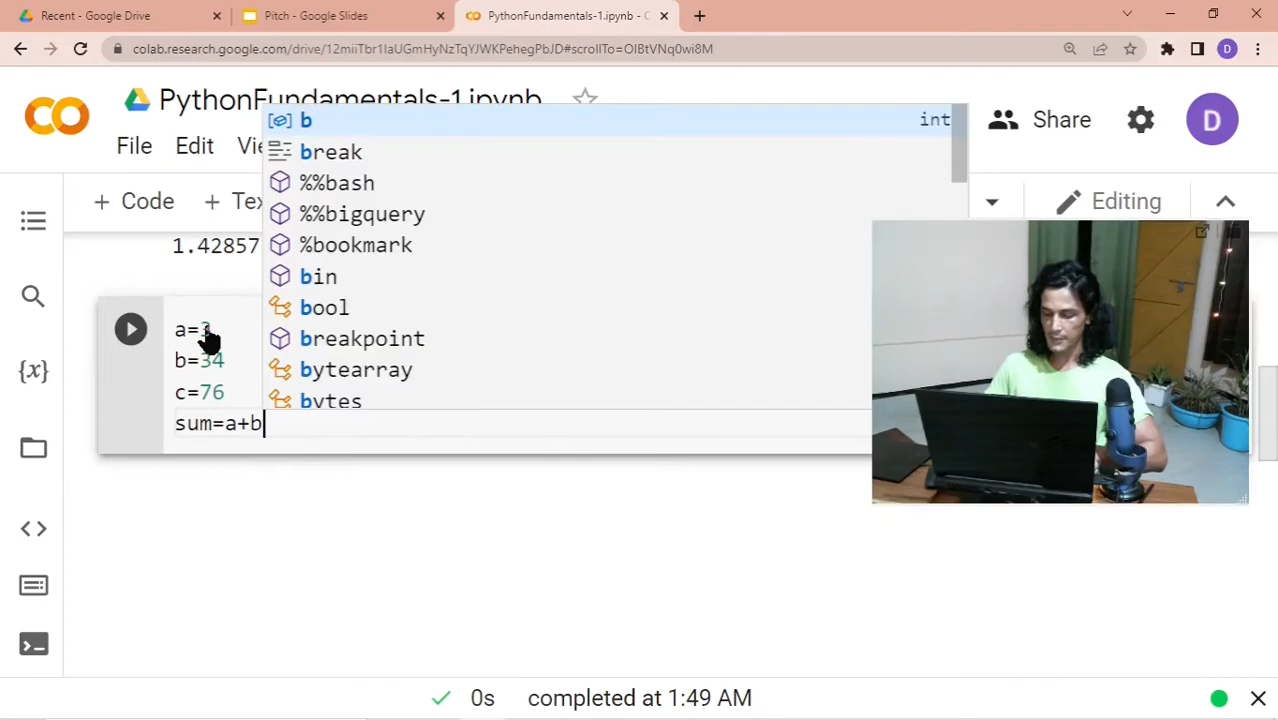 Recent - Google Drive
Pitch - Google Slides
PythonFundamentals-1.ipynb - C
colab.research.google.com/drive/12miiTbr1IaUGmHyNzTqYJWKPehegPbJD#scrollTo=OIBtVNq0wi8M
D
CO
PythonFundamentals-1.ipynb
File
Edit
Vie
Share
D
+ Code
+ Tex
Editing
b
int
break
%%bash
%%bigquery
%bookmark
bin
bool
breakpoint
bytearray
bytes
1.42857
{x}
a=3
b=34
c=76
sum=a+b
0s
completed at 1:49 AM